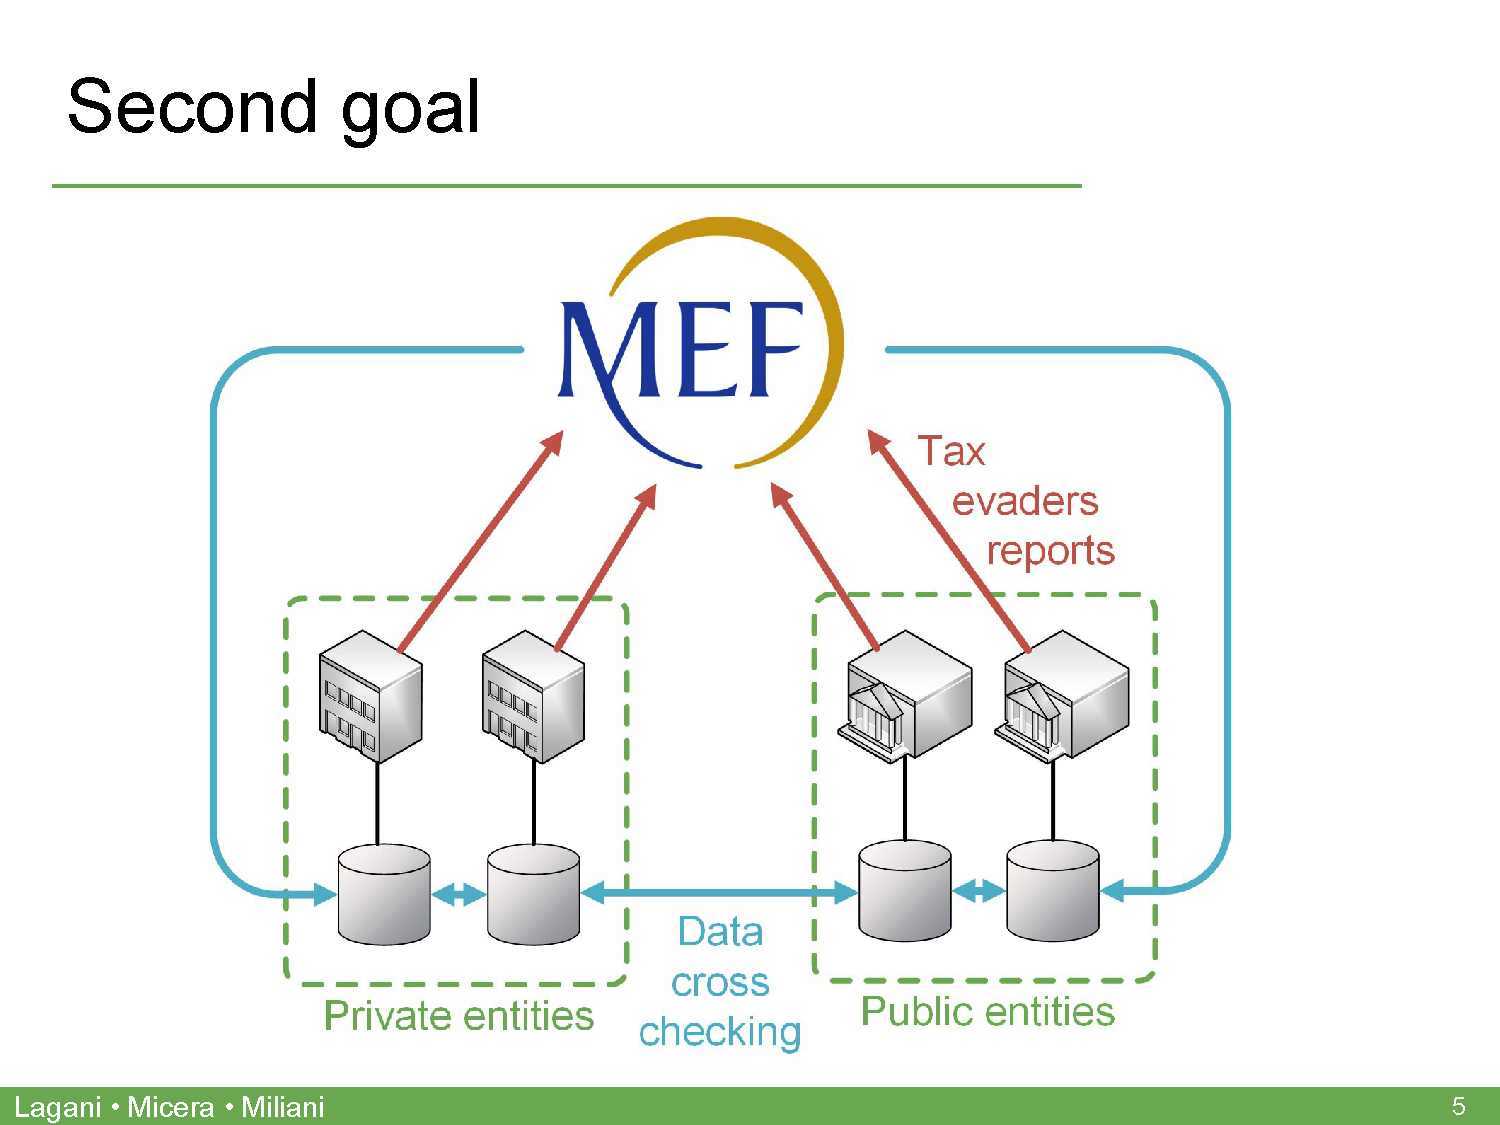 Second goal
MEF
Tax
evaders
reports
Data
cross
checking
Private entities
Public entities
Lagani • Micera • Miliani
5